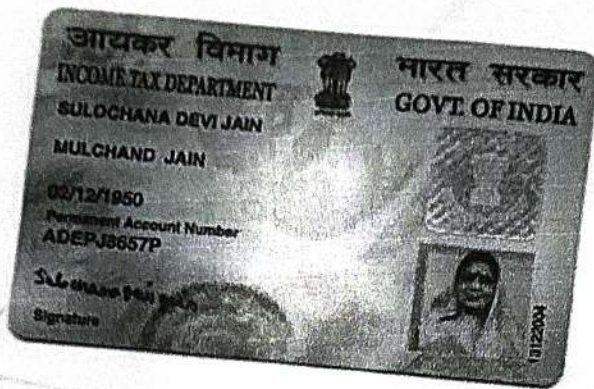 आयकर विभाग
INCOME TAX DEPARTMENT
भारत सरकार
GOVT. OF INDIA
SULOCHANA DEVI JAIN
MULCHAND JAIN
02/12/1950
Permanent Account Number
ADEPJ8657P
Signature
13122004